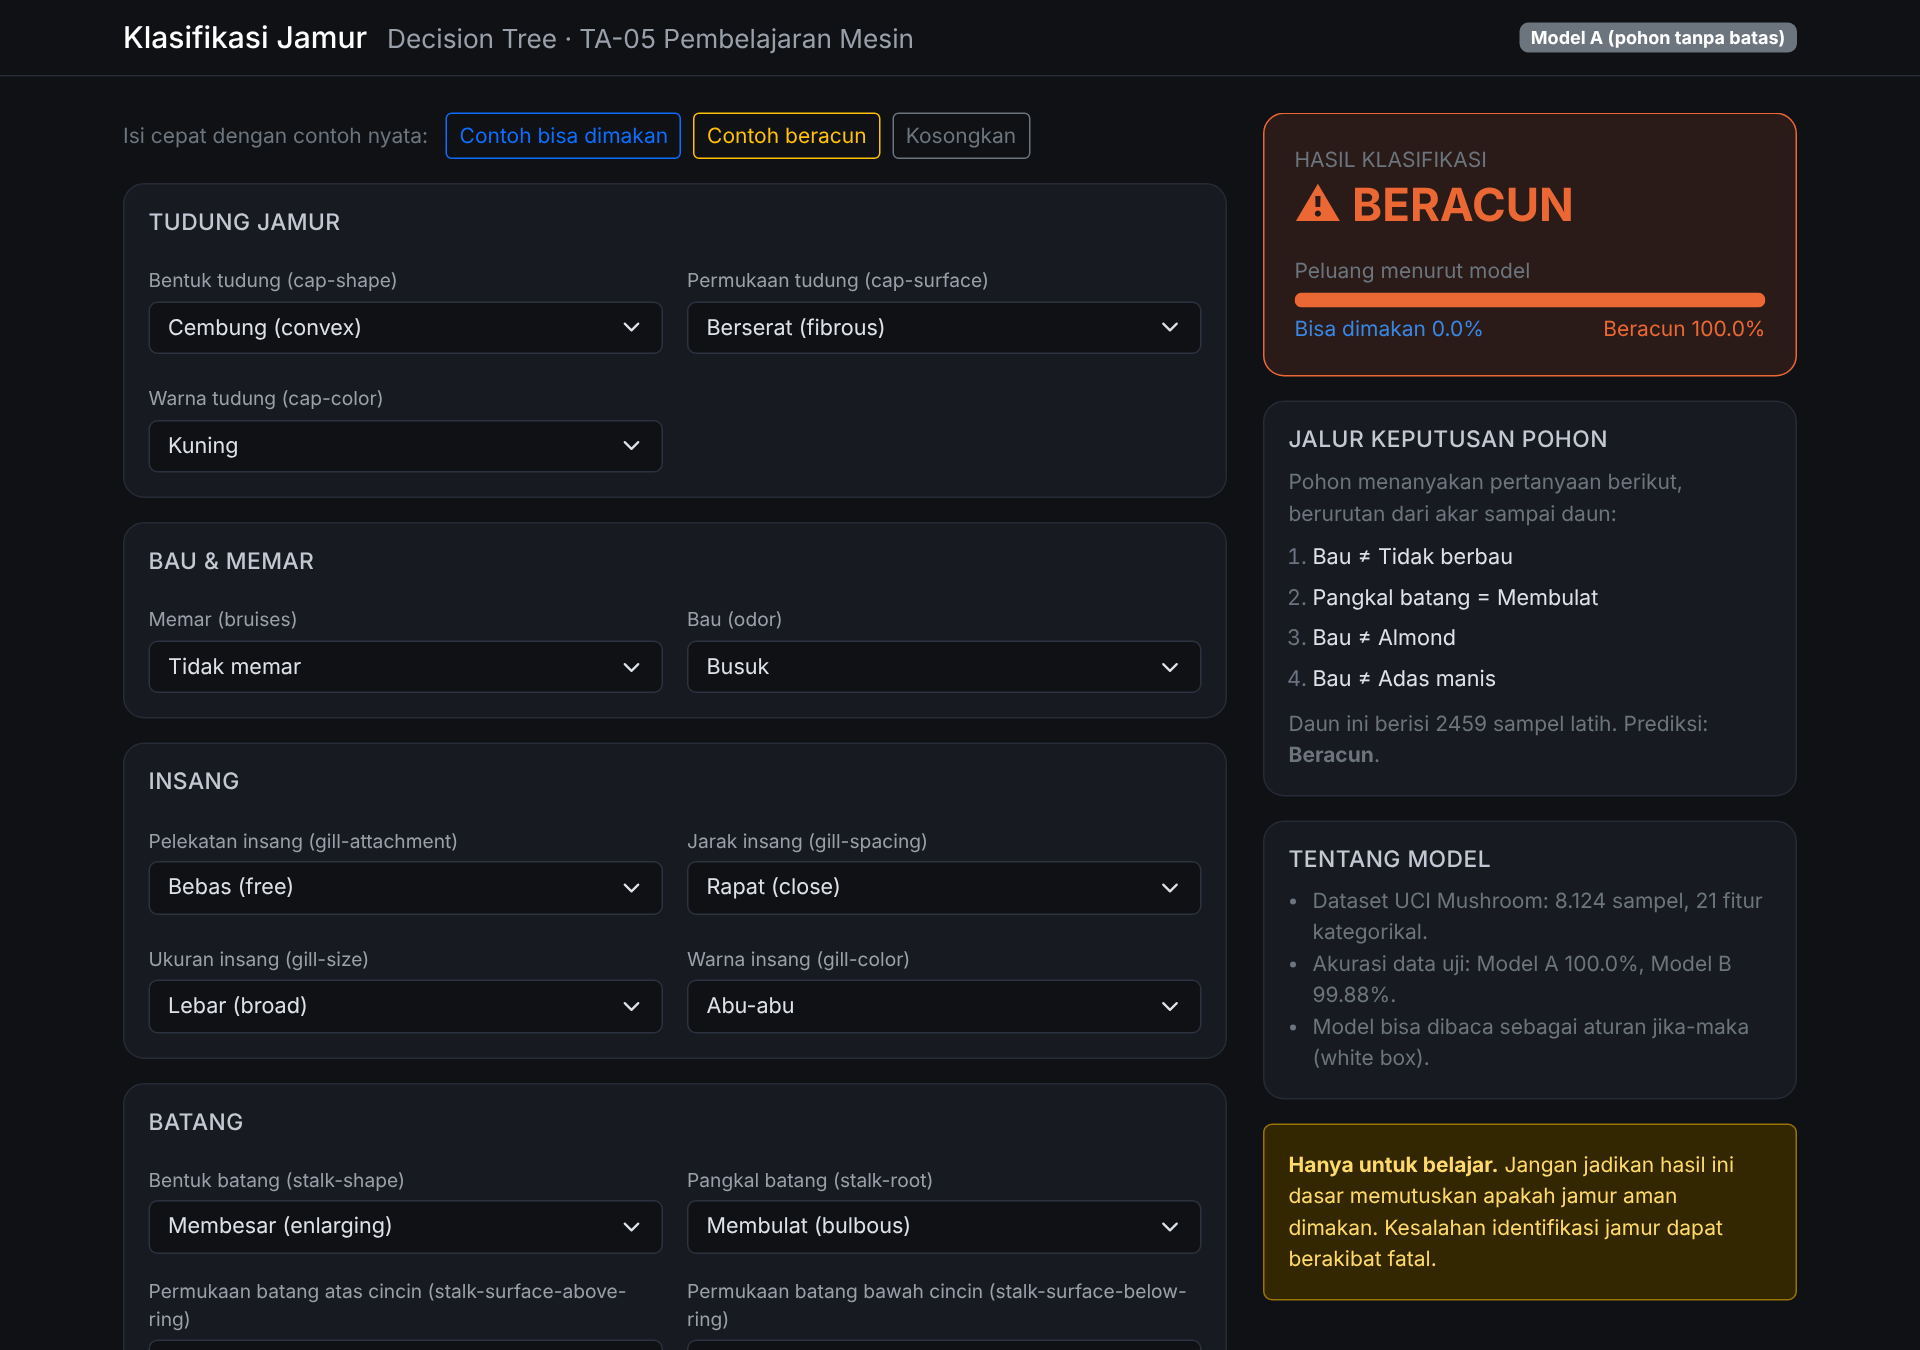 Klasifikasi Jamur Decision Tree · TA-05 Pembelajaran Mesin
Model A (pohon tanpa batas)
Isi cepat dengan contoh nyata:
Contoh bisa dimakan
Contoh beracun
Kosongkan
TUDUNG JAMUR
Bentuk tudung (cap-shape)
Cembung (convex)
Permukaan tudung (cap-surface)
Berserat (fibrous)
Warna tudung (cap-color)
Kuning
BAU & MEMAR
Memar (bruises)
Tidak memar
Bau (odor)
Busuk
INSANG
Pelekatan insang (gill-attachment)
Bebas (free)
Jarak insang (gill-spacing)
Rapat (close)
Ukuran insang (gill-size)
Lebar (broad)
Warna insang (gill-color)
Abu-abu
BATANG
Bentuk batang (stalk-shape)
Membesar (enlarging)
Pangkal batang (stalk-root)
Membulat (bulbous)
Permukaan batang atas cincin (stalk-surface-above-
ring)
Permukaan batang bawah cincin (stalk-surface-below-
ring)
HASIL KLASIFIKASI
BERACUN
Peluang menurut model
Bisa dimakan 0.0%
Beracun 100.0%
JALUR KEPUTUSAN POHON
Pohon menanyakan pertanyaan berikut,
berurutan dari akar sampai daun:
1. Bau ≠ Tidak berbau
2. Pangkal batang = Membulat
3. Bau ≠ Almond
4. Bau ≠ Adas manis
Daun ini berisi 2459 sampel latih. Prediksi:
Beracun.
TENTANG MODEL
• Dataset UCI Mushroom: 8.124 sampel, 21 fitur
kategorikal.
• Akurasi data uji: Model A 100.0%, Model B
99.88%.
• Model bisa dibaca sebagai aturan jika-maka
(white box).
Hanya untuk belajar. Jangan jadikan hasil ini
dasar memutuskan apakah jamur aman
dimakan. Kesalahan identifikasi jamur dapat
berakibat fatal.